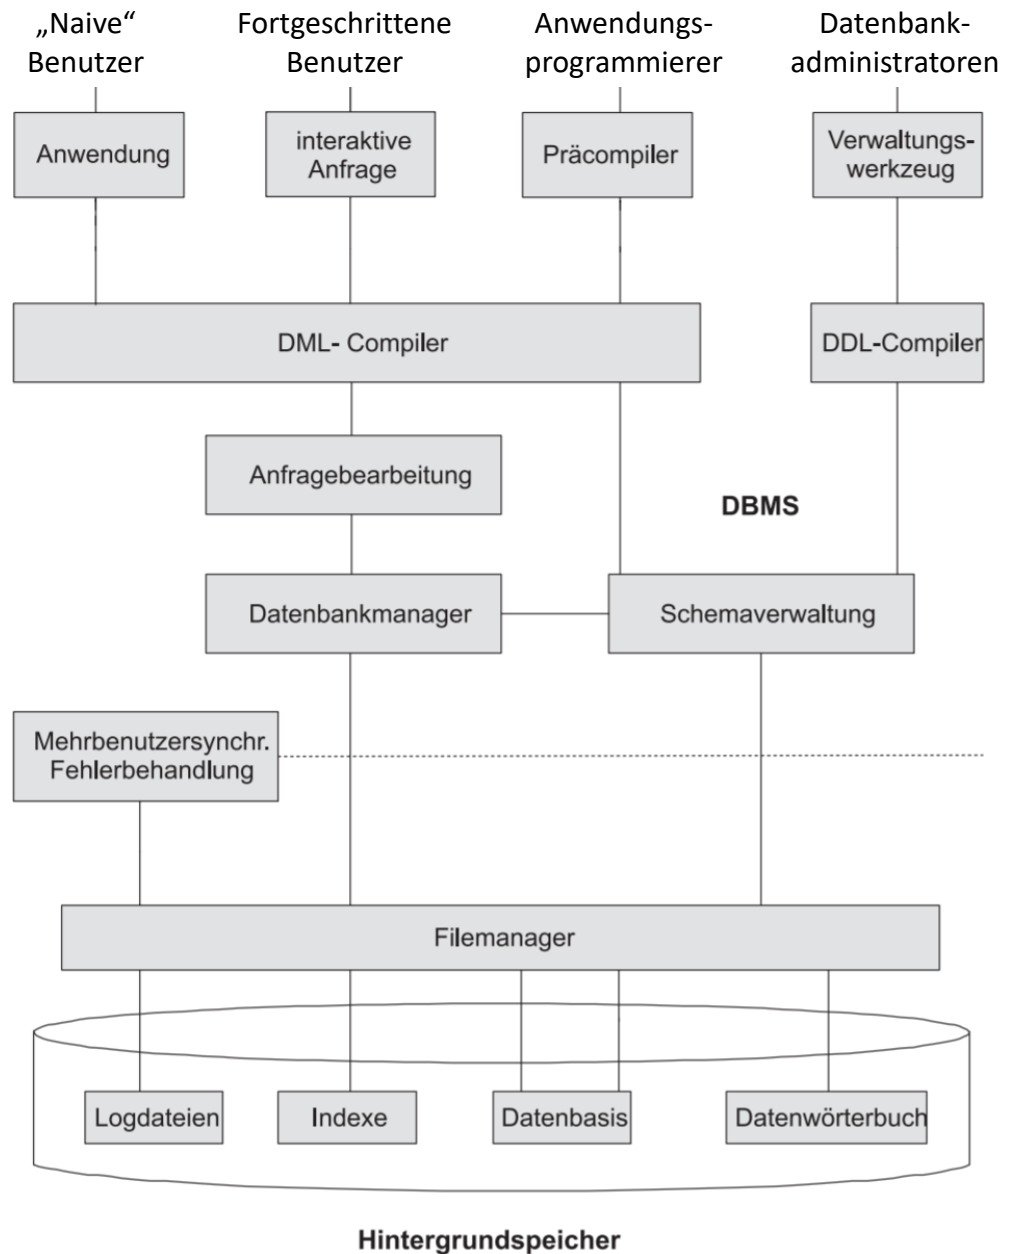 „Naive“
Benutzer
Fortgeschrittene
Benutzer
Anwendungs-
programmierer
Datenbank-
administratoren
Anwendung
interaktive
Anfrage
Präcompiler
Verwaltungs-
werkzeug
DML- Compiler
DDL-Compiler
Anfragebearbeitung
DBMS
Datenbankmanager
Schemaverwaltung
Mehrbenutzersynchr.
Fehlerbehandlung
Filemanager
Logdateien
Indexe
Datenbasis
Datenwörterbuch
Hintergrundspeicher